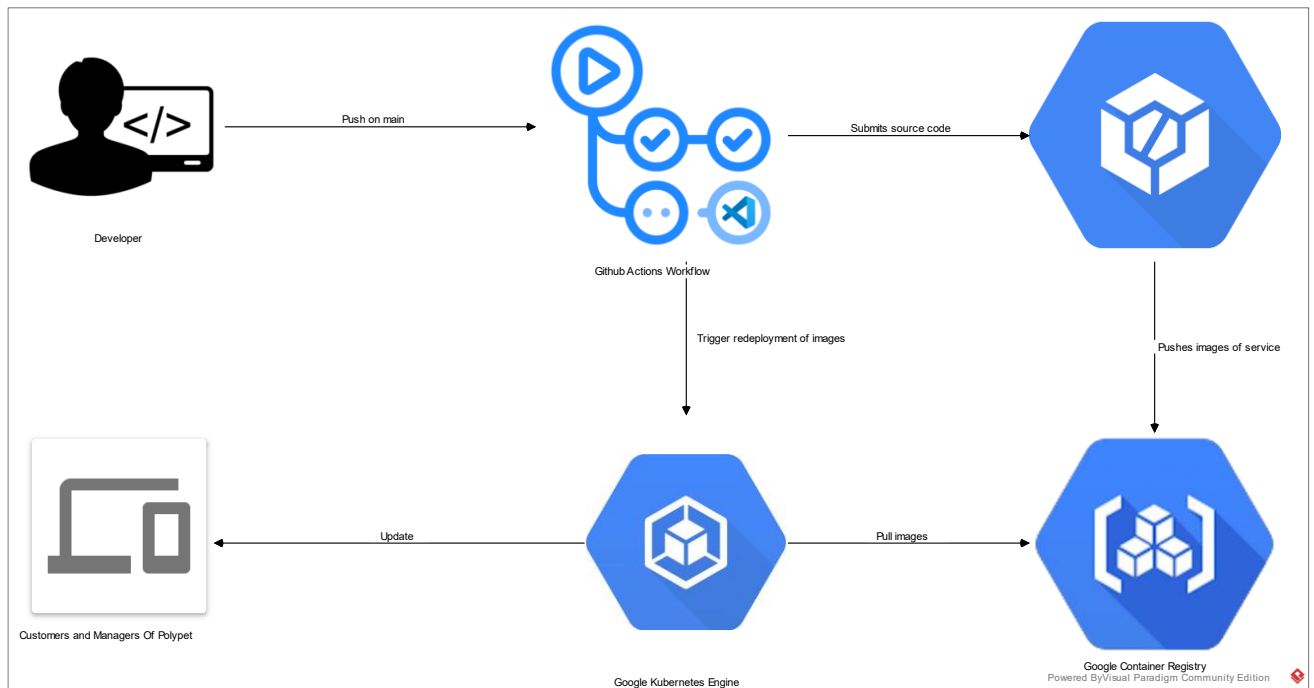 </>
Push on main
Submits source code
Developer
Github Actions Workflow
Trigger redeployment of images
Pushes images of service
Update
Pull images
Customers and Managers Of Polypet
Google Container Registry
Powered ByVisual Paradigm Community Edition
Google Kubernetes Engine